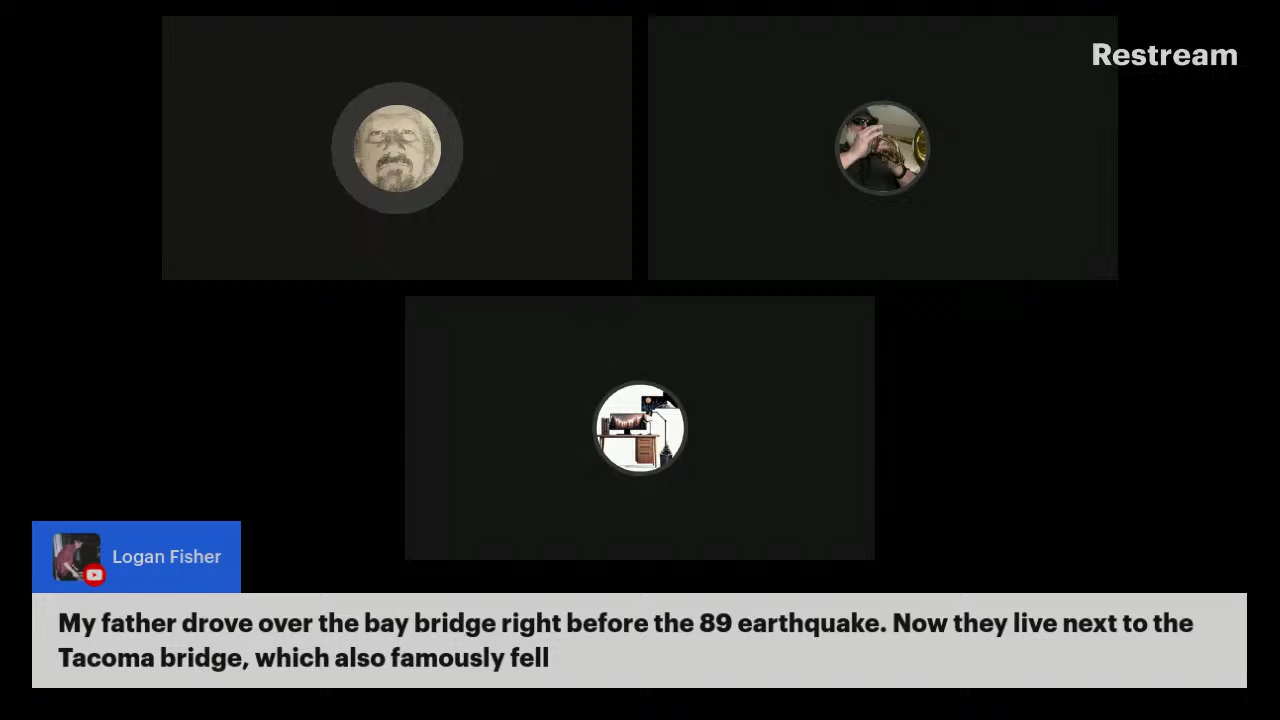 Restream
Logan Fisher
My father drove over the bay bridge right before the 89 earthquake. Now they live next to the
Tacoma bridge, which also famously fell